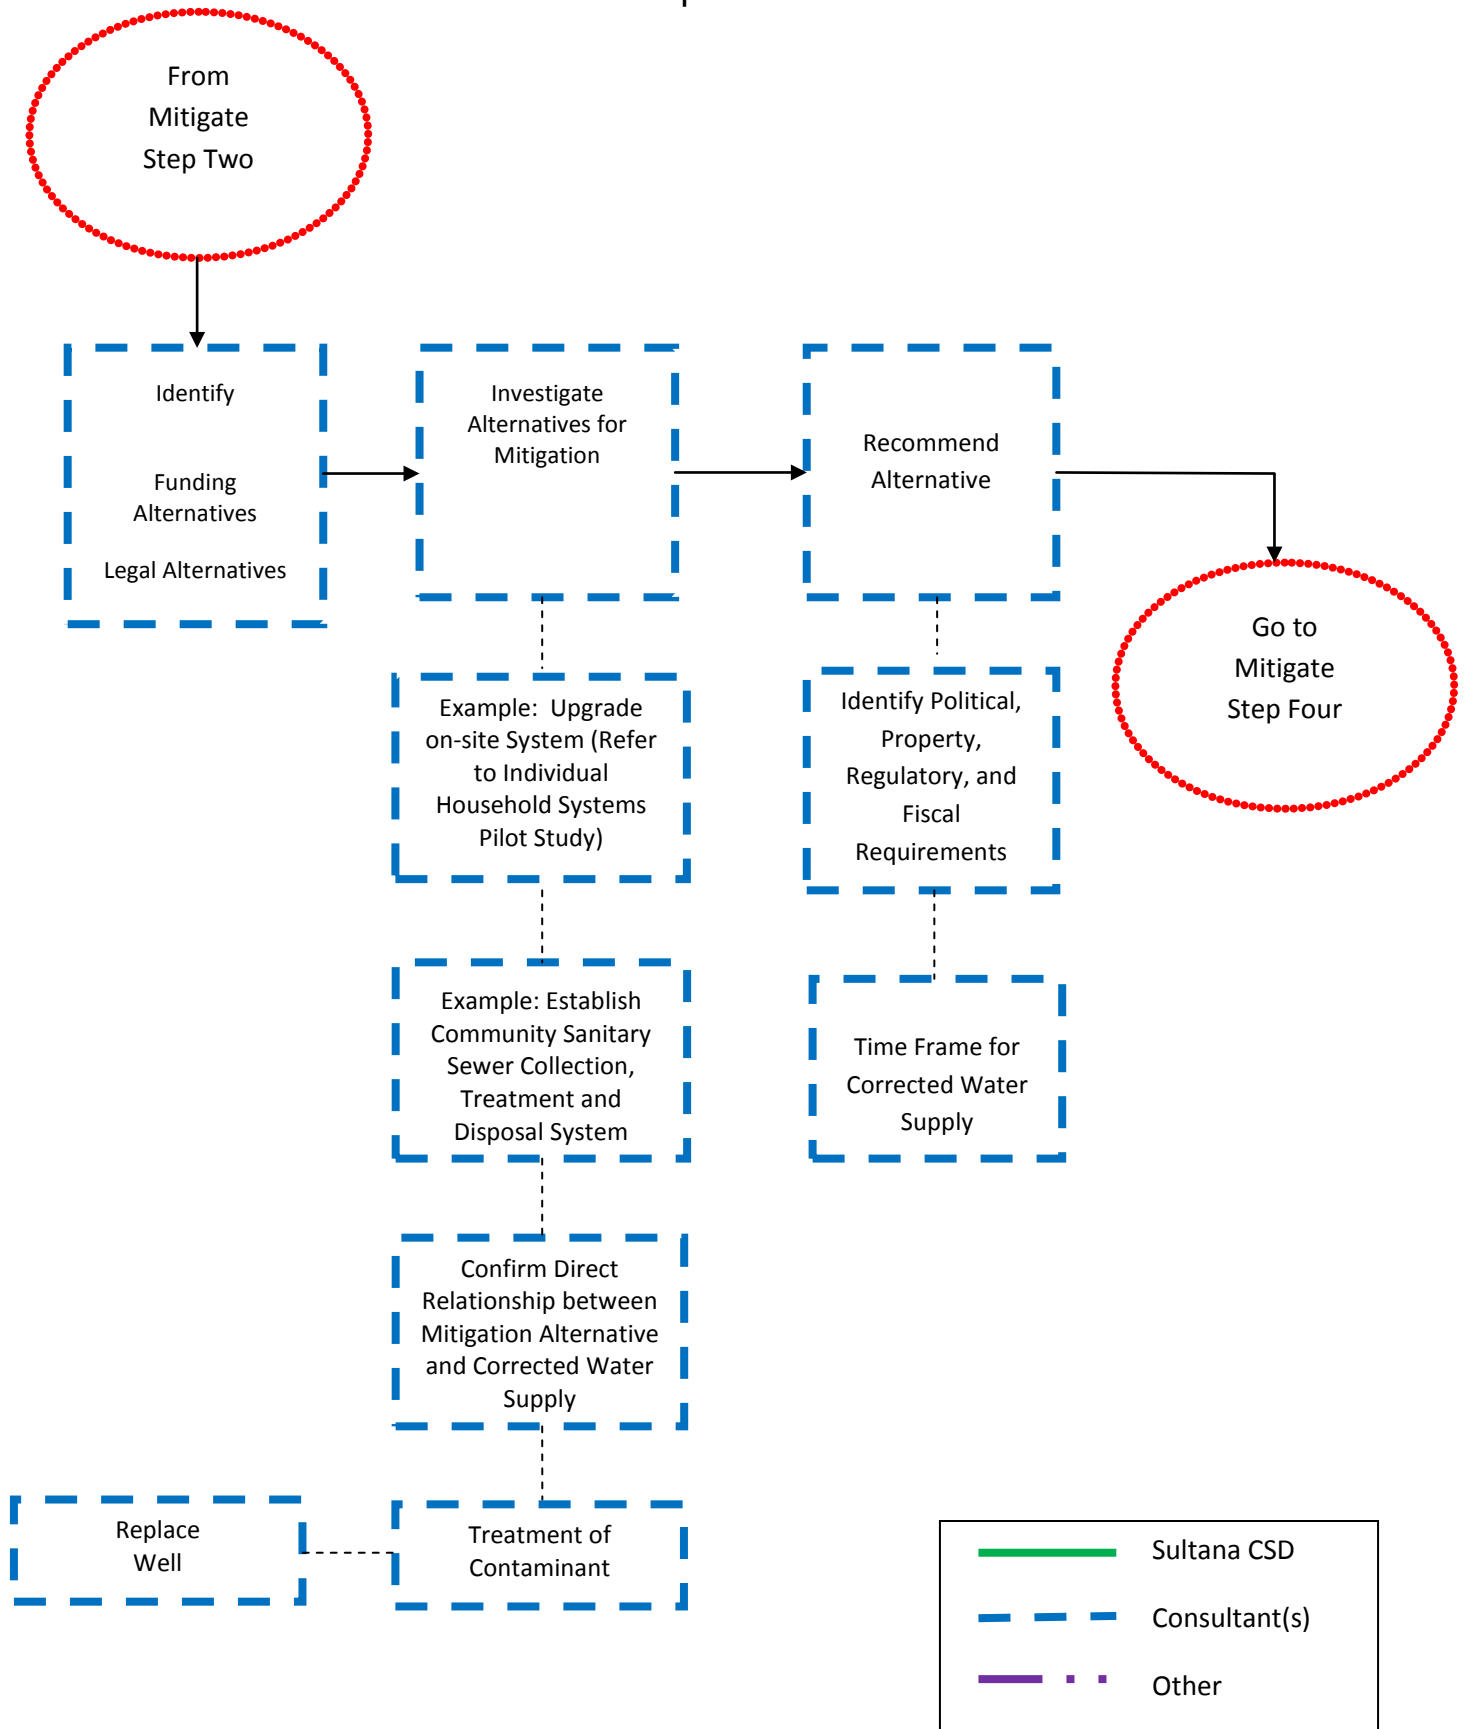 From
Mitigate
Step Two
Identify
Funding
Alternatives
Legal Alternatives
Investigate
Alternatives for
Mitigation
Recommend
Alternative
Go to
Mitigate
Step Four
Example:  Upgrade
on-site System (Refer
to Individual
Household Systems
Pilot Study)
Identify Political,
Property,
Regulatory, and
Fiscal
Requirements
Example: Establish
Community Sanitary
Sewer Collection,
Treatment and
Disposal System
Time Frame for
Corrected Water
Supply
Confirm Direct
Relationship between
Mitigation Alternative
and Corrected Water
Supply
Replace
Well
Treatment of
Contaminant
Sultana CSD
Consultant(s)
Other